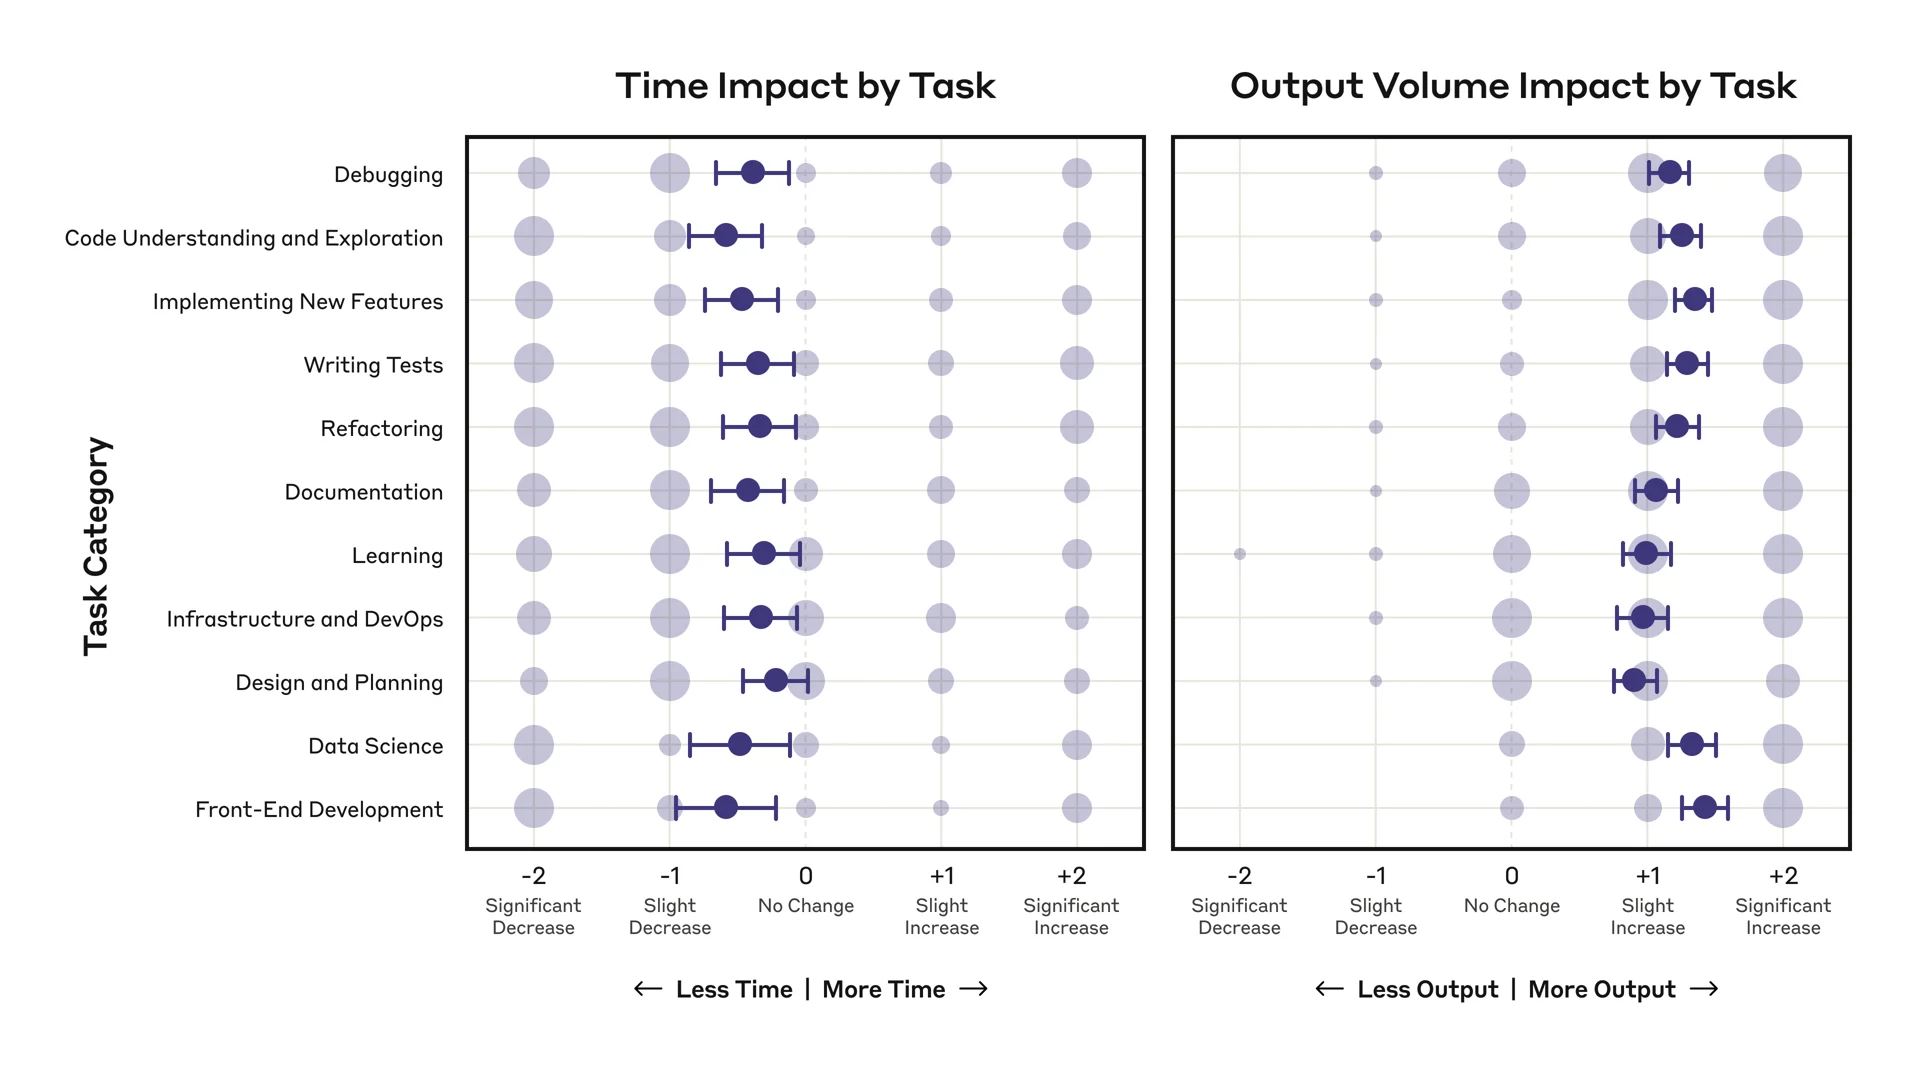 Time Impact by Task
Output Volume Impact by Task
Task Category
Debugging
Code Understanding and Exploration
Implementing New Features
Writing Tests
Refactoring
Documentation
Learning
Infrastructure and DevOps
Design and Planning
Data Science
Front-End Development
-2 -1 0 +1 +2
Significant Decrease
Slight Decrease
No Change
Slight Increase
Significant Increase
← Less Time | More Time →
-2 -1 0 +1 +2
Significant Decrease
Slight Decrease
No Change
Slight Increase
Significant Increase
← Less Output | More Output →